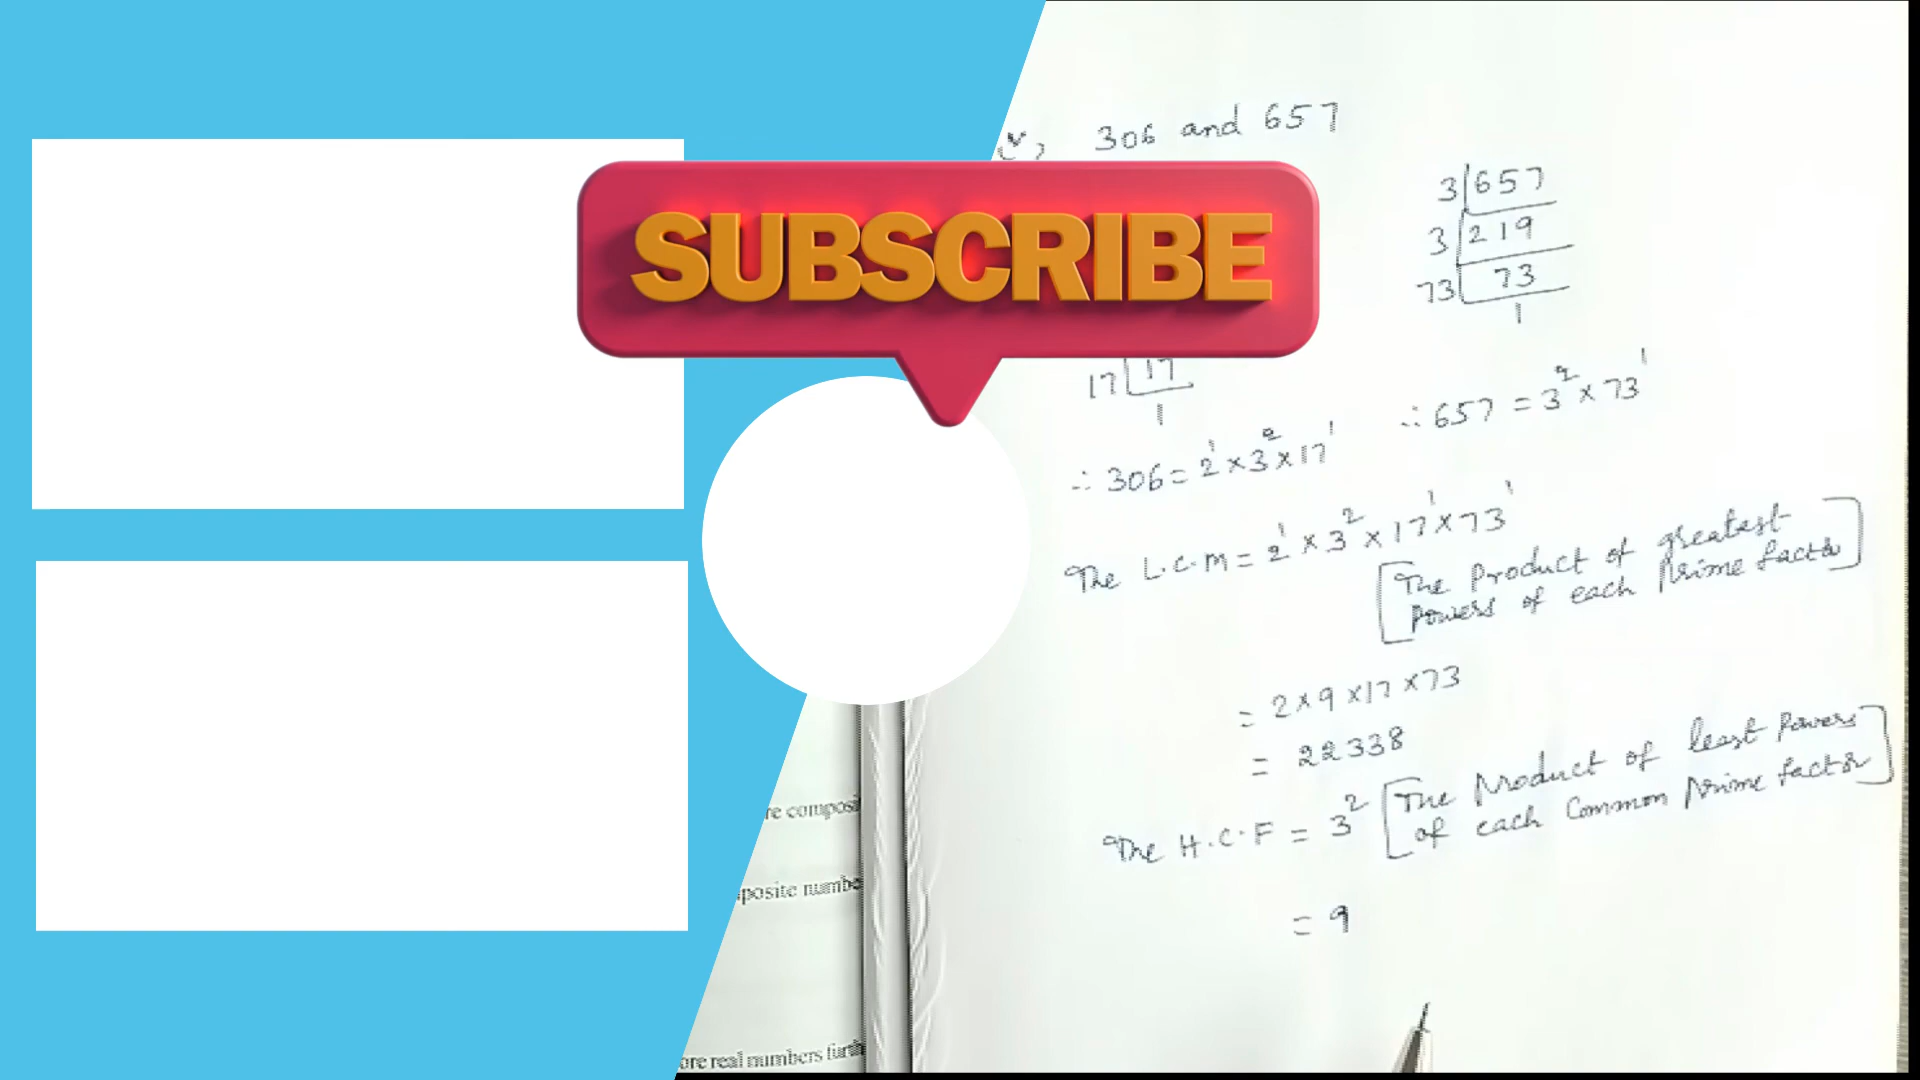 (v) 306 and 657
SUBSCRIBE
3 | 657
3 | 219
73 | 73
1
17 | 17
1
∴ 306 = 2¹ × 3² × 17¹
∴ 657 = 3² × 73¹
The L.C.M = 2¹ × 3² × 17¹ × 73¹
[The Product of greatest
Powers of each prime factor]
= 2×9×17×73
= 22338
The H.C.F = 3² [The Product of least Powers
of each Common prime factor]
= 9
re composi
posite numbe
ore real numbers furth